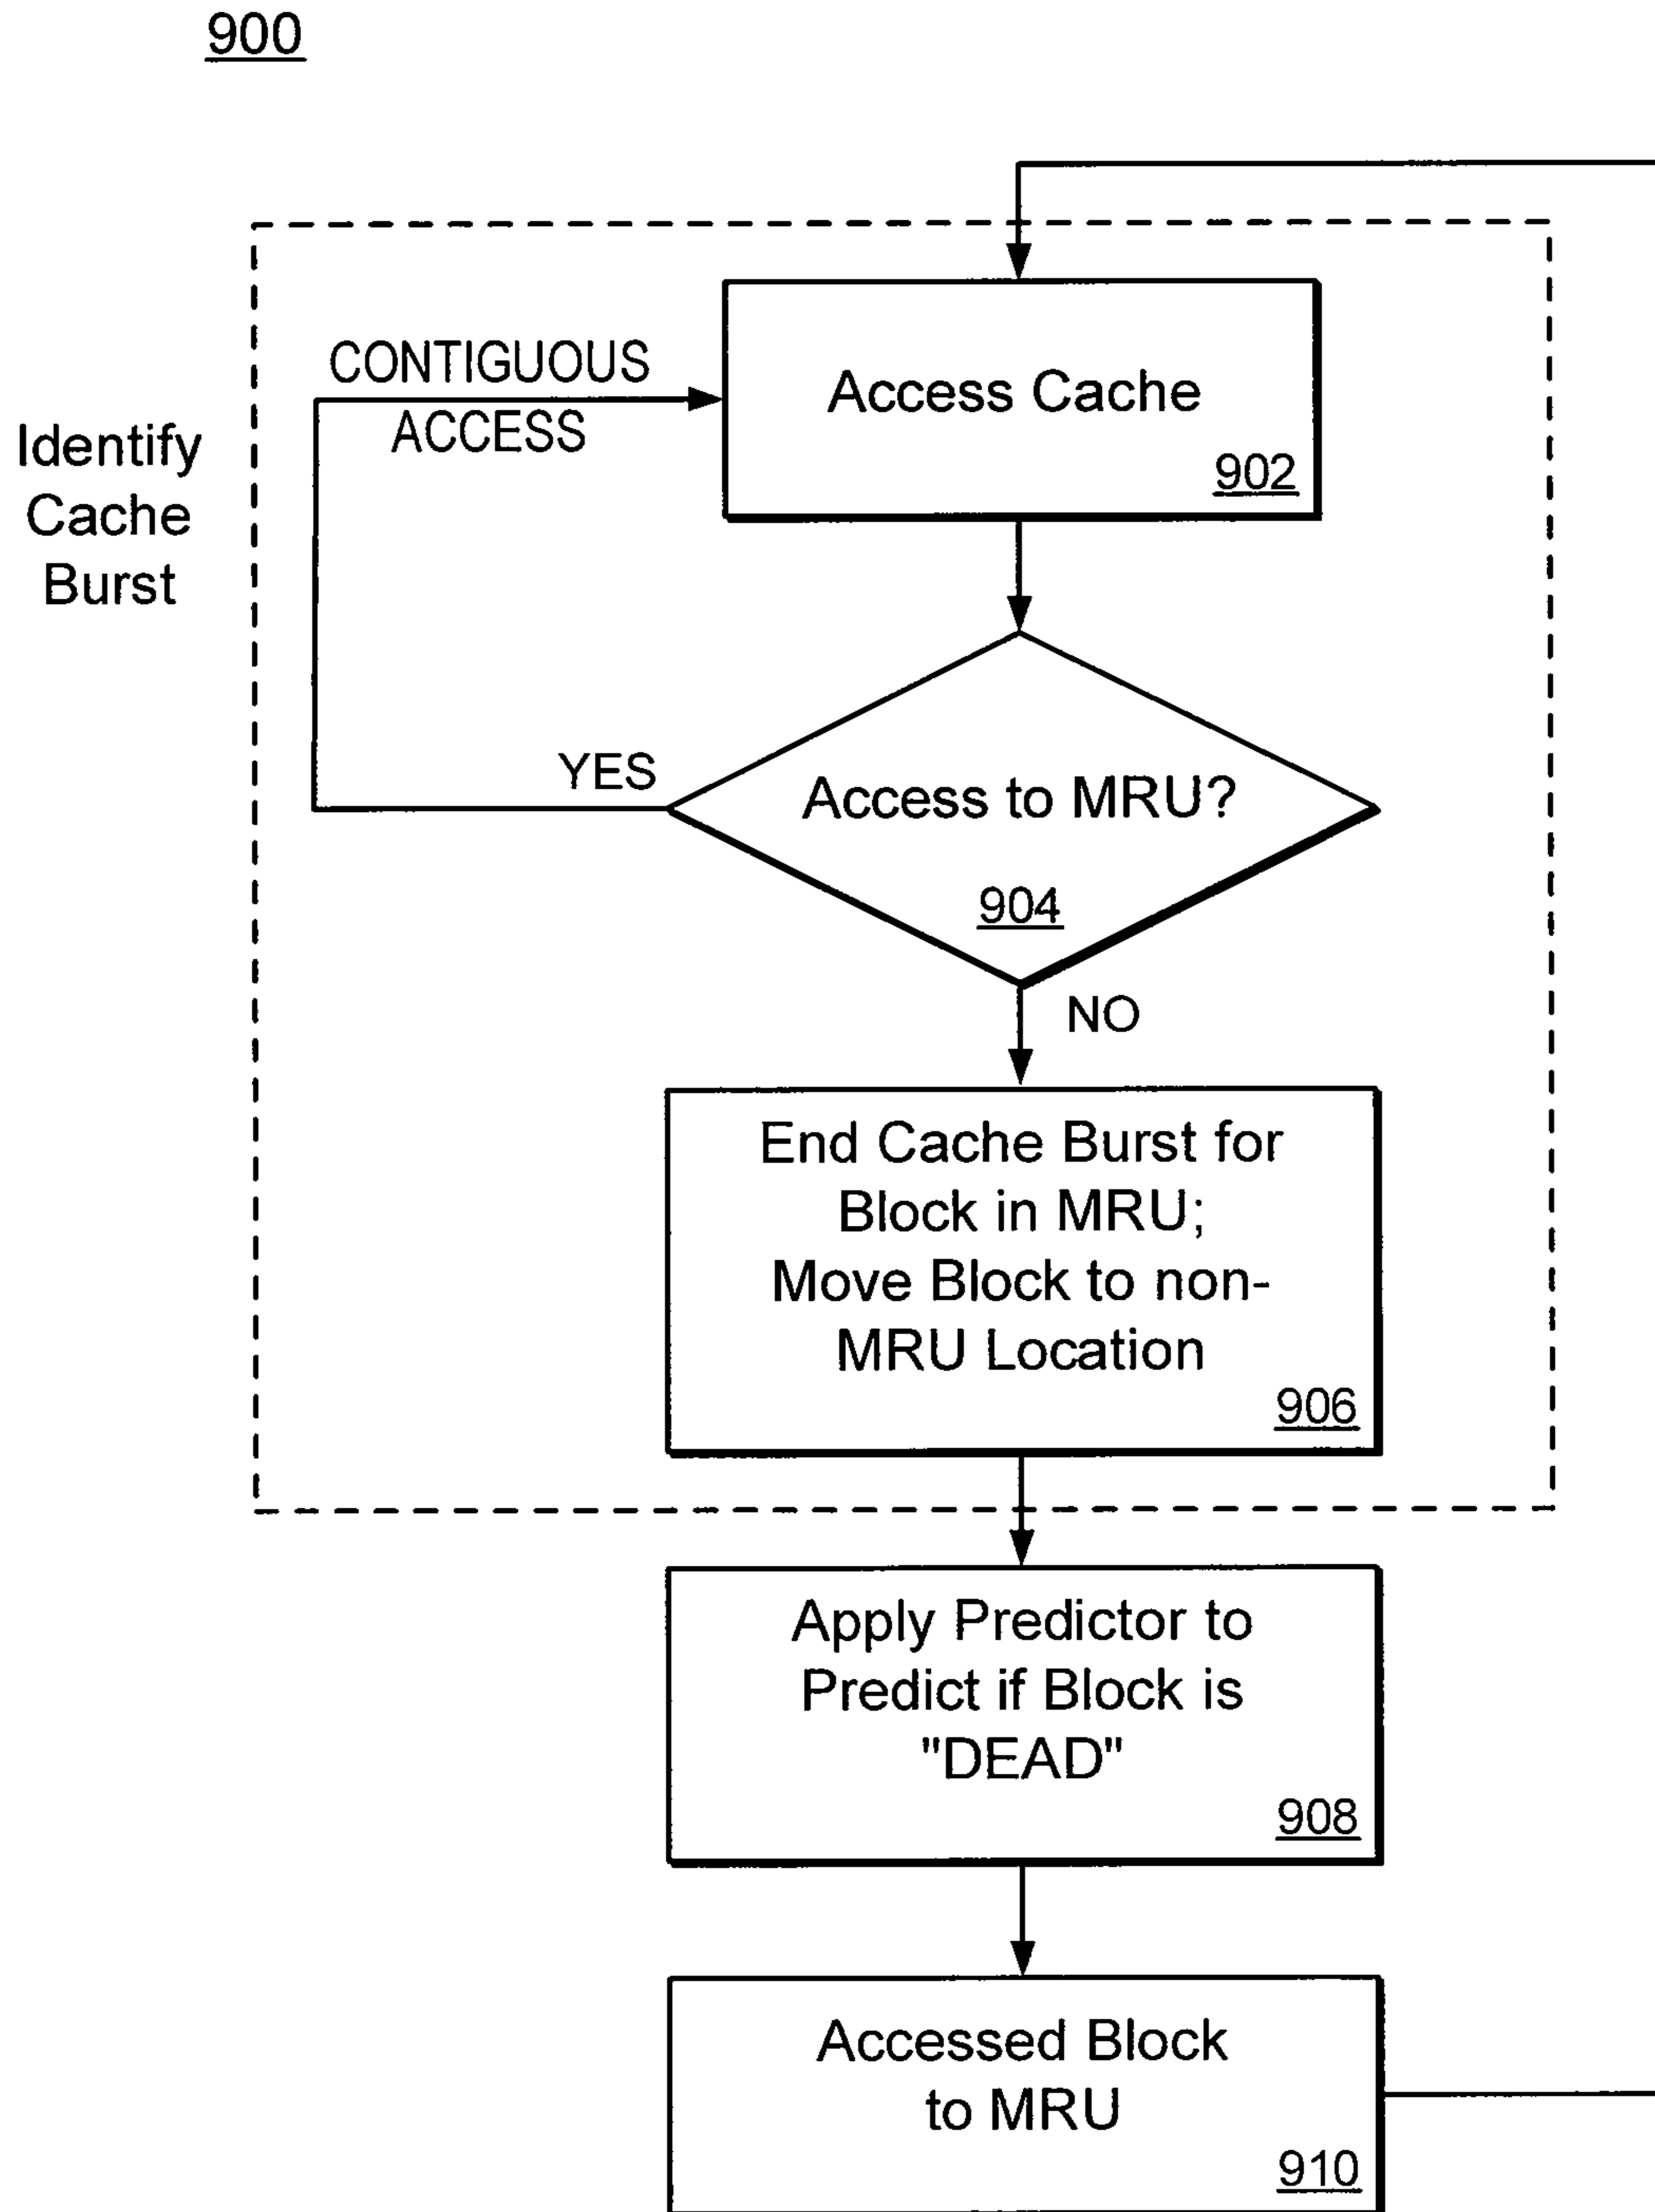 900
CONTIGUOUS
ACCESS
Identify
Cache
Burst
Access Cache
902
YES
Access to MRU?
904
NO
End Cache Burst for
Block in MRU;
Move Block to non-
MRU Location
906
Apply Predictor to
Predict if Block is
"DEAD"
908
Accessed Block
to MRU
910